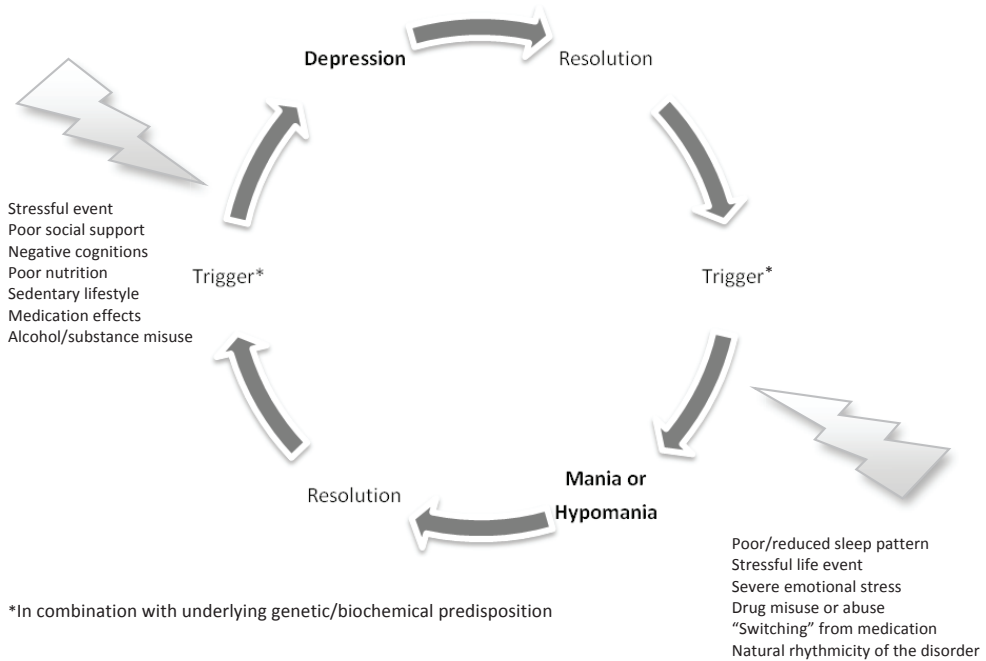 Depression
Resolution
Stressful event
Poor social support
Negative cognitions
Poor nutrition
Sedentary lifestyle
Medication effects
Alcohol/substance misuse
Trigger*
Trigger*
Resolution
Mania or
Hypomania
Poor/reduced sleep pattern
Stressful life event
Severe emotional stress
Drug misuse or abuse
“Switching” from medication
Natural rhythmicity of the disorder
*In combination with underlying genetic/biochemical predisposition